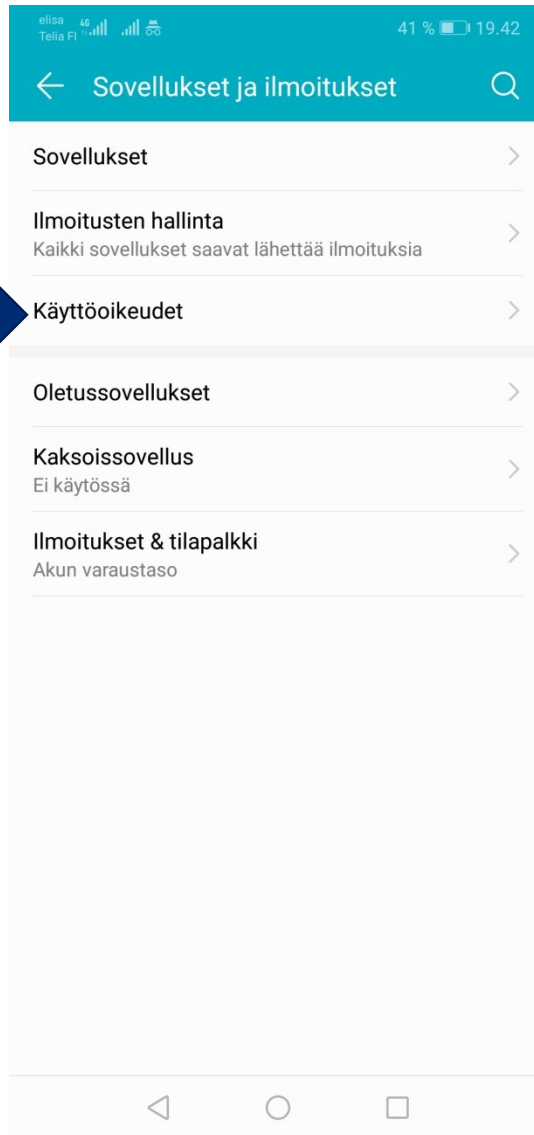 elisa 4G
Telia FI
41 % 19.42
Sovellukset ja ilmoitukset
Sovellukset
Ilmoitusten hallinta
Kaikki sovellukset saavat lähettää ilmoituksia
Käyttöoikeudet
Oletussovellukset
Kaksoissovellus
Ei käytössä
Ilmoitukset & tilapalkki
Akun varaustaso